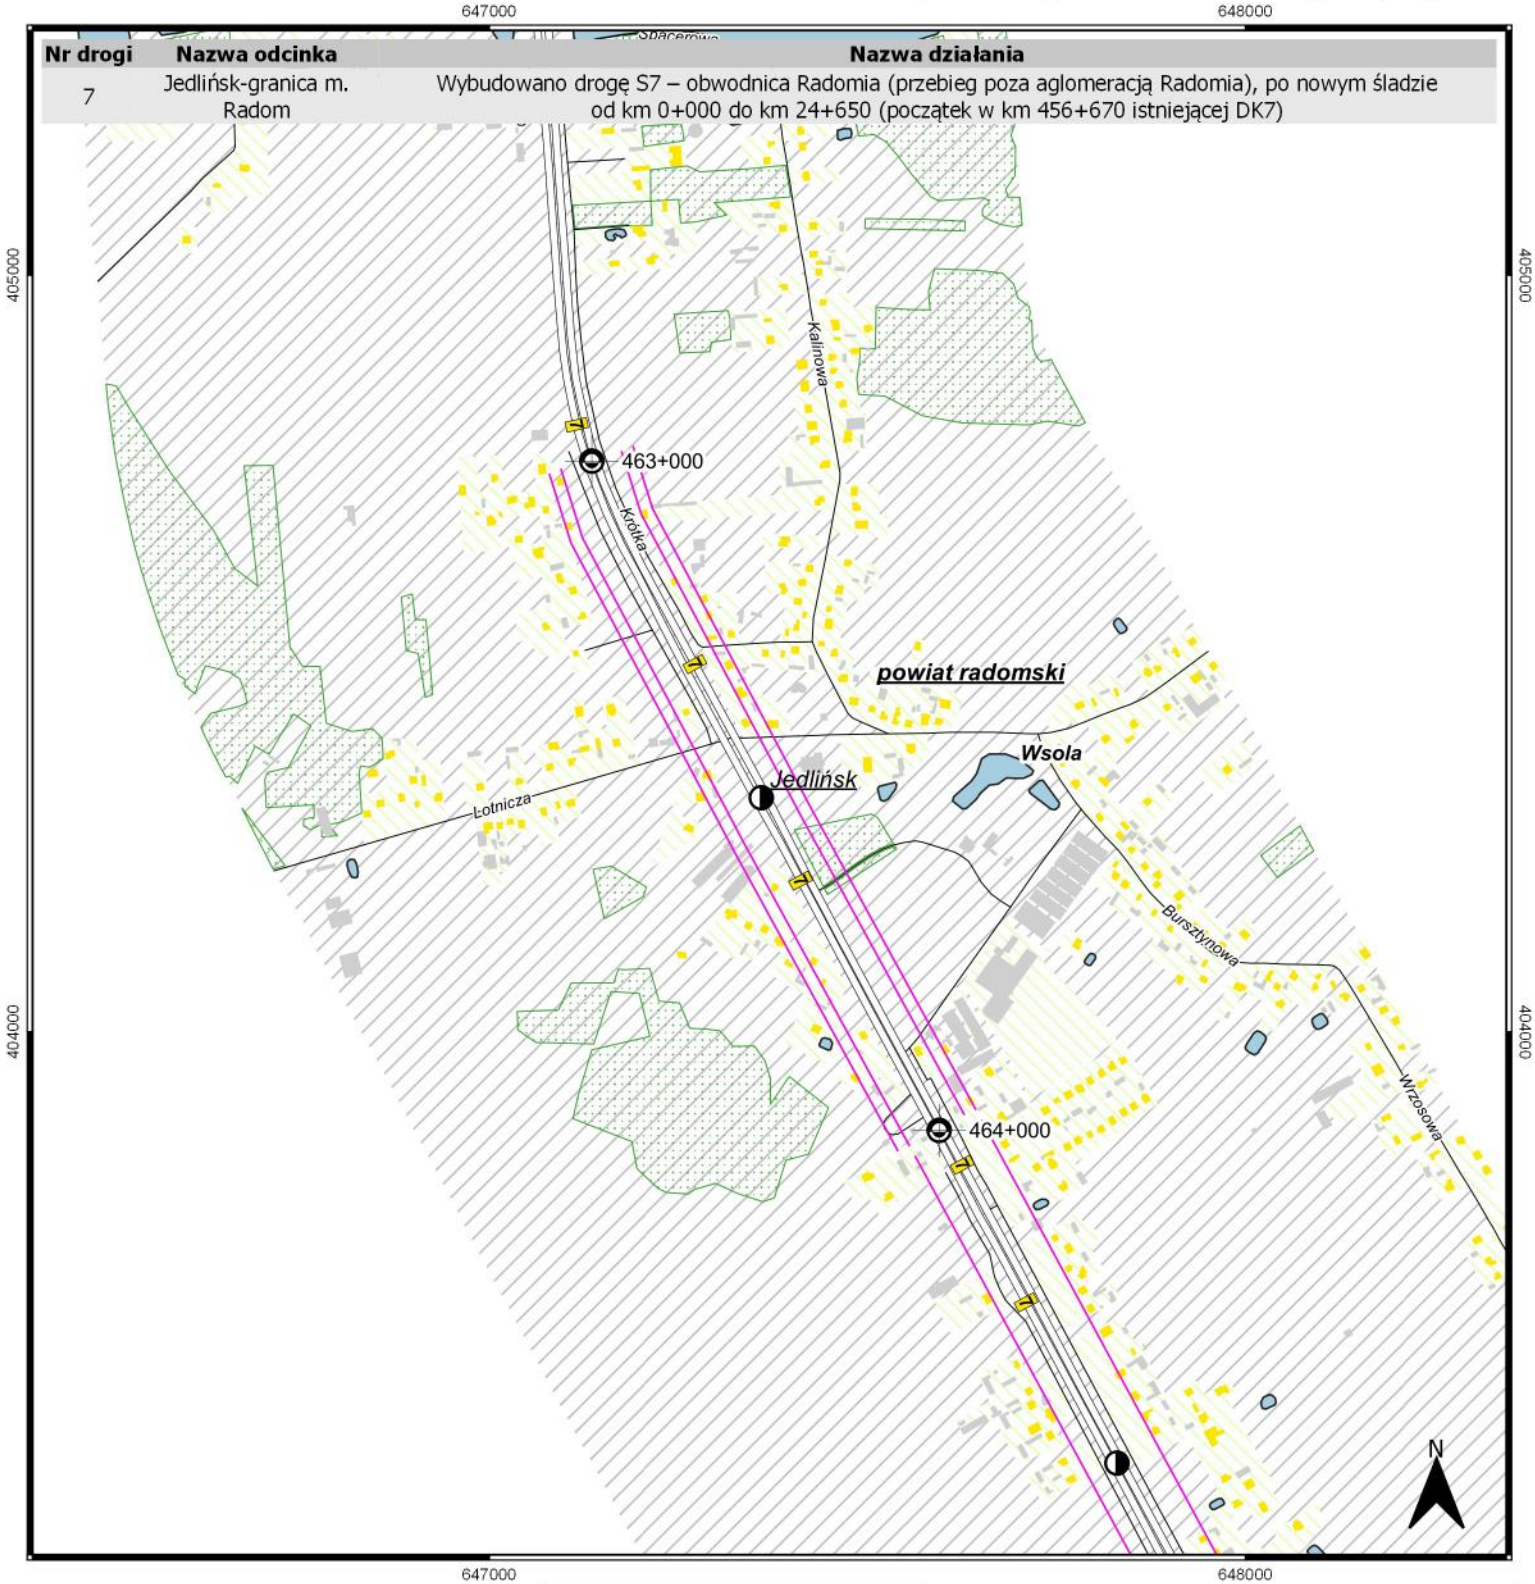 647000 648000
Spacerowa
Nr drogi Nazwa odcinka Nazwa działania
7 Jedlińsk-granica m. Radom Wybudowano drogę S7 – obwodnica Radomia (przebieg poza aglomeracją Radomia), po nowym śladzie
od km 0+000 do km 24+650 (początek w km 456+670 istniejącej DK7)
405000 405000
Kalinowa
7
463+000
Krótka
7
powiat radomski
Wsola
Jedlińsk
Lotnicza
7
Bursztynowa
404000 404000
Wrzosowa
464+000
7
7
N
647000 648000